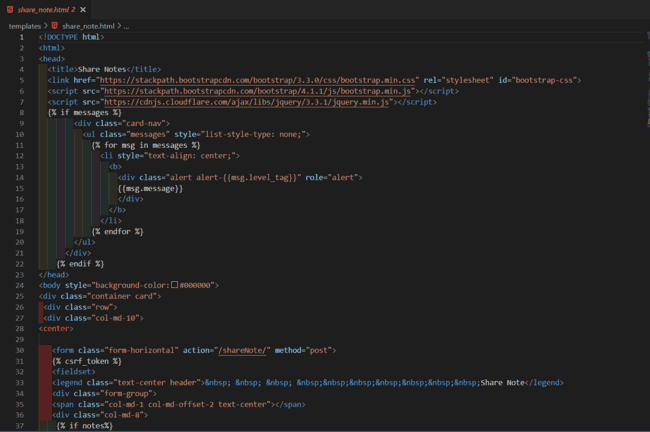 share_note.html 2 ×
templates > share_note.html > ...
1 <!DOCTYPE html>
2 <html>
3 <head>
4 <title>Share Notes</title>
5 <link href="https://stackpath.bootstrapcdn.com/bootstrap/3.3.0/css/bootstrap.min.css" rel="stylesheet" id="bootstrap-css">
6 <script src="https://stackpath.bootstrapcdn.com/bootstrap/4.1.1/js/bootstrap.min.js"></script>
7 <script src="https://cdnjs.cloudflare.com/ajax/libs/jquery/3.3.1/jquery.min.js"></script>
8 {% if messages %}
9 <div class="card-nav">
10 <ul class="messages" style="list-style-type: none;">
11 {% for msg in messages %}
12 <li style="text-align: center;">
13 <b>
14 <div class="alert alert-{{msg.level_tag}}" role="alert">
15 {{msg.message}}
16 </div>
17 </b>
18 </li>
19 {% endfor %}
20 </ul>
21 </div>
22 {% endif %}
23 </head>
24 <body style="background-color: #000000">
25 <div class="container card">
26 <div class="row">
27 <div class="col-md-10">
28 <center>
29
30 <form class="form-horizontal" action="/shareNote/" method="post">
31 {% csrf_token %}
32 <fieldset>
33 <legend class="text-center header">&nbsp; &nbsp; &nbsp; &nbsp;&nbsp;&nbsp;&nbsp;&nbsp;&nbsp;&nbsp;Share Note</legend>
34 <div class="form-group">
35 <span class="col-md-1 col-md-offset-2 text-center"></span>
36 <div class="col-md-8">
37 {% if notes%}